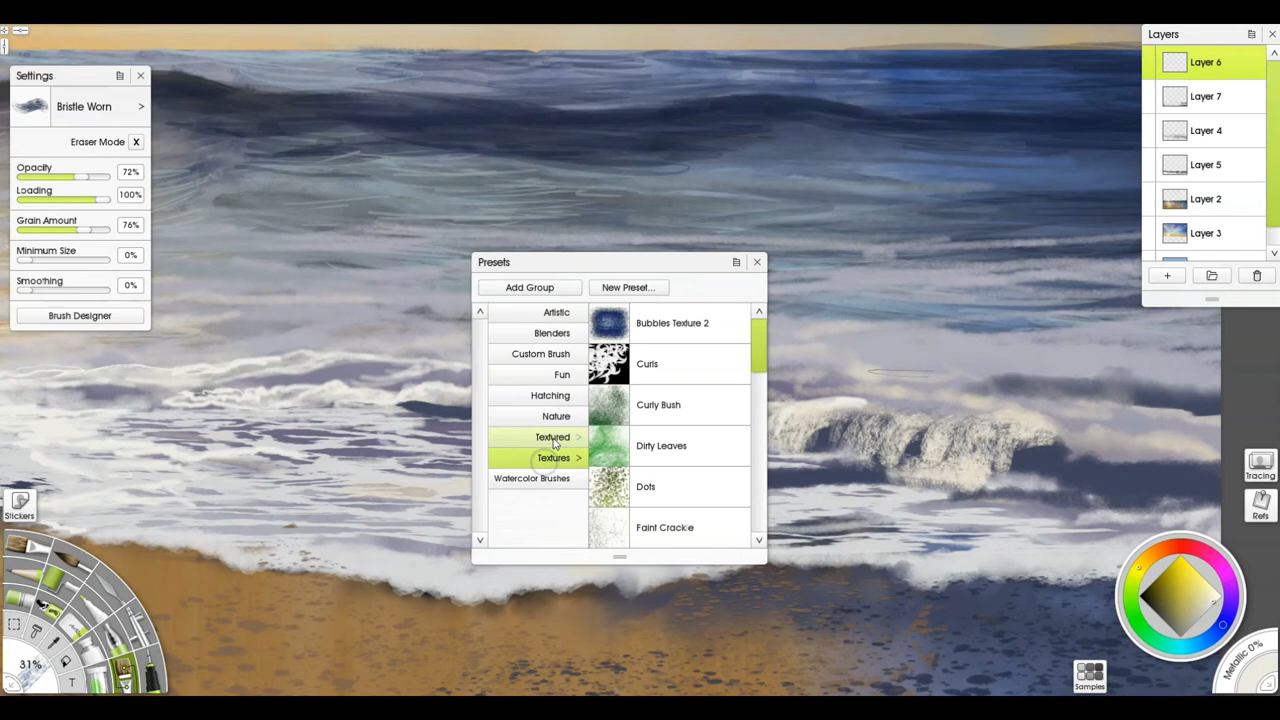 Settings
Bristle Worn >
Eraser Mode X
Opacity 72%
Loading 100%
Grain Amount 76%
Minimum Size 0%
Smoothing 0%
Brush Designer
Stickers
31%
T
Presets
Add Group
New Preset...
Artistic
Blenders
Custom Brush
Fun
Hatching
Nature
Textured >
Textures >
Watercolor Brushes
Bubbles Texture 2
Curls
Curly Bush
Dirty Leaves
Dots
Faint Crackle
Layers
Layer 6
Layer 7
Layer 4
Layer 5
Layer 2
Layer 3
Tracing
Refs
Samples
Metallic 0%